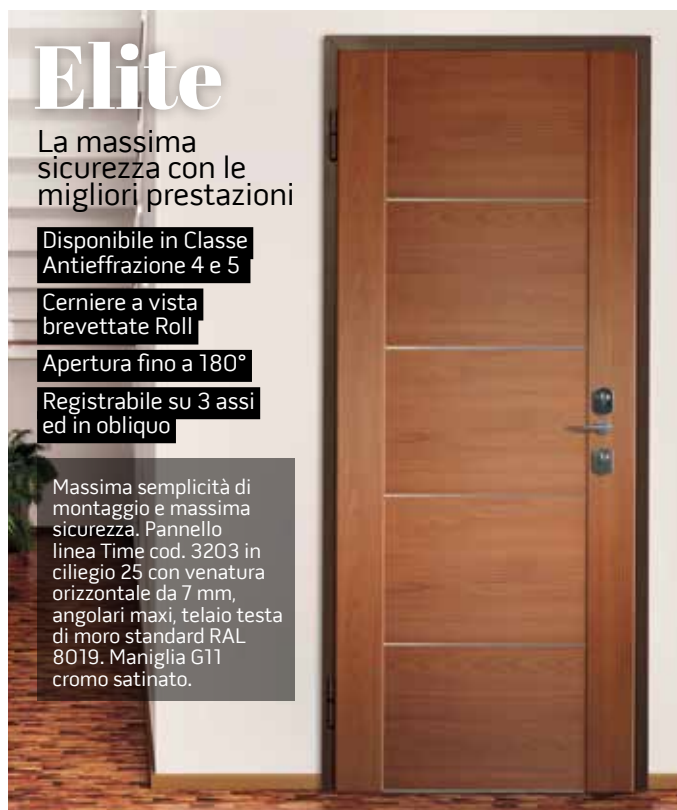 Elite
La massima
sicurezza con le
migliori prestazioni
Disponibile in Classe
Antieffrazione 4 e 5
Cerniere a vista
brevettate Roll
Apertura fino a 180°
Registrabile su 3 assi
ed in obliquo
Massima semplicità di
montaggio e massima
sicurezza. Pannello
linea Time cod. 3203 in
ciliegio 25 con venatura
orizzontale da 7 mm,
angolari maxi, telaio testa
di moro standard RAL
8019. Maniglia G11
cromo satinato.